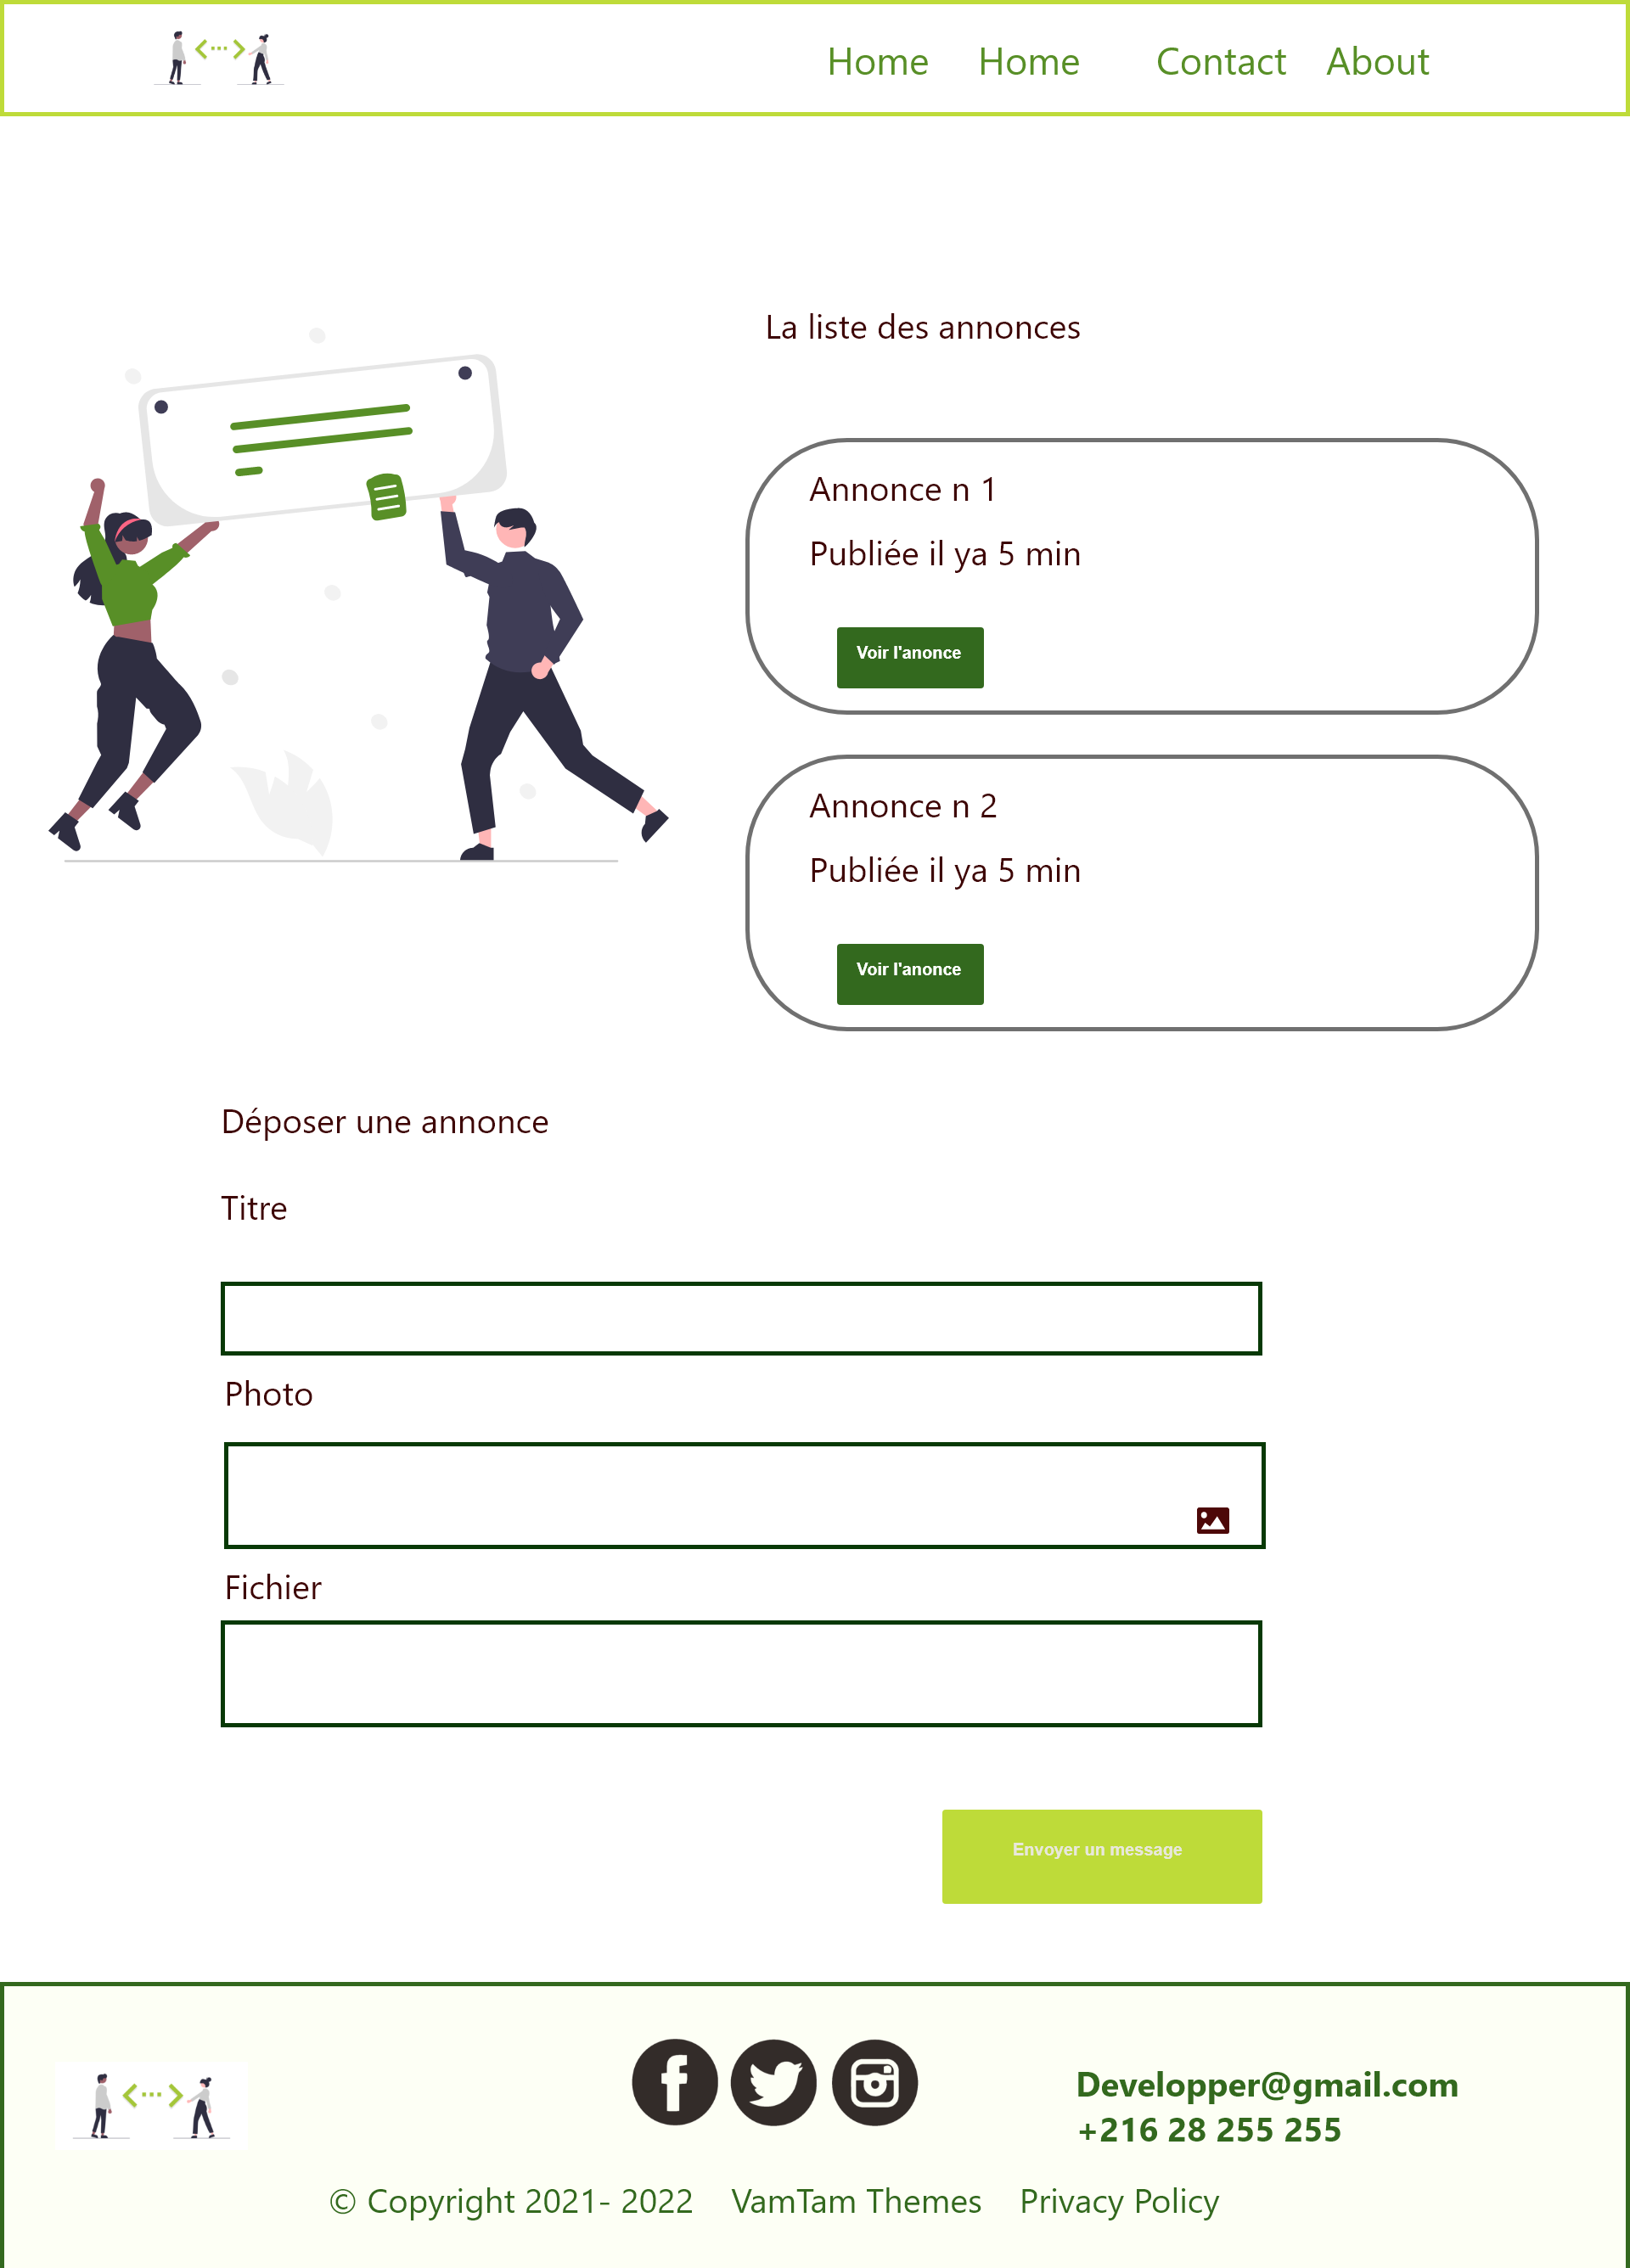 Home Home Contact About
La liste des annonces
Annonce n 1
Publiée il ya 5 min
Voir l'anonce
Annonce n 2
Publiée il ya 5 min
Voir l'anonce
Déposer une annonce
Titre
Photo
Fichier
Envoyer un message
Developper@gmail.com
+216 28 255 255
© Copyright 2021- 2022 VamTam Themes Privacy Policy